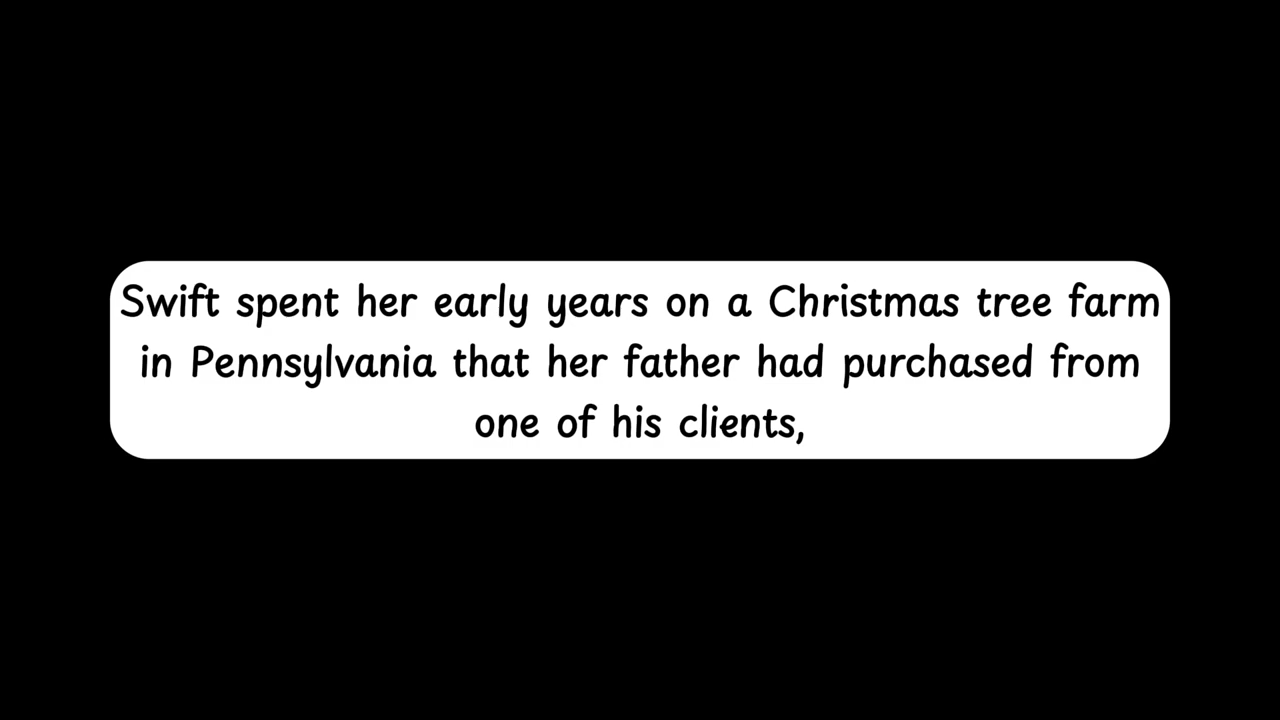 Swift spent her early years on a Christmas tree farm
in Pennsylvania that her father had purchased from
one of his clients,